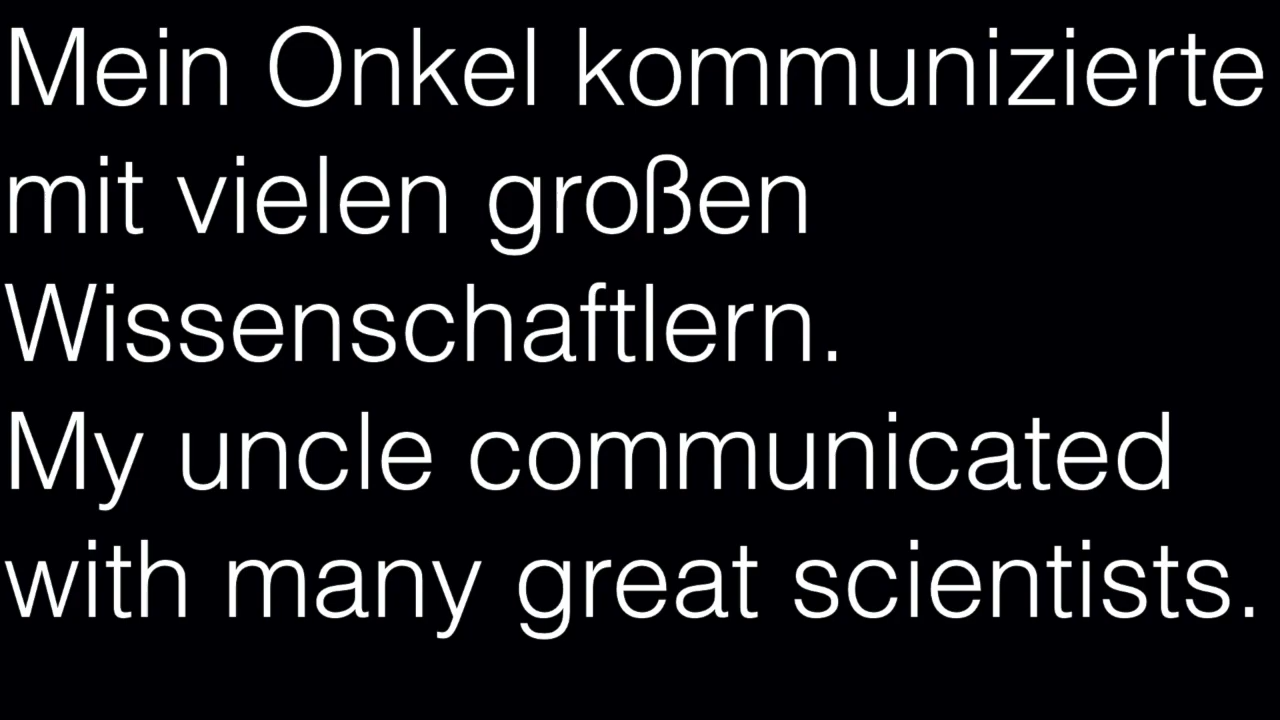 Mein Onkel kommunizierte
mit vielen großen
Wissenschaftlern.
My uncle communicated
with many great scientists.